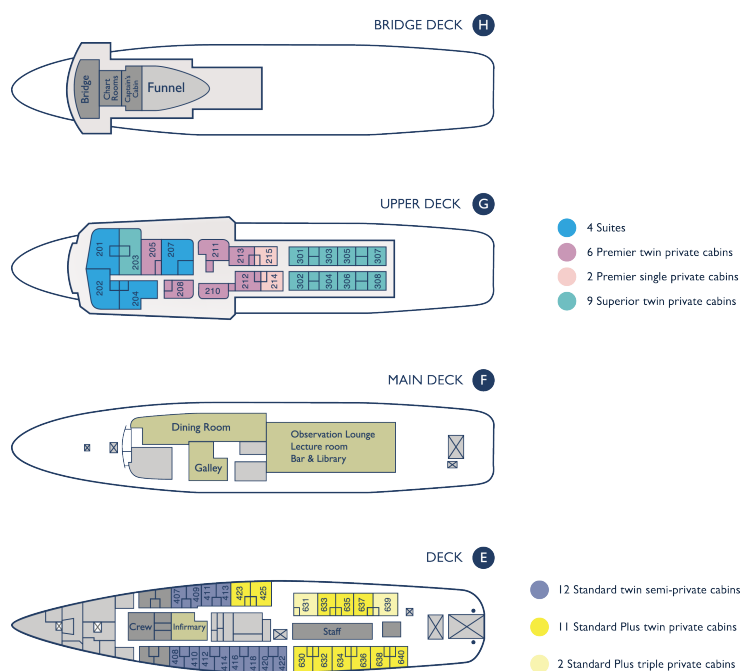 BRIDGE DECK H
Bridge
Chart
Rooms
Captain's
Cabin
Funnel
UPPER DECK G
201
203
205
207
211
213
215
301
303
305
307
202
204
208
210
212
214
302
304
306
308
4 Suites
6 Premier twin private cabins
2 Premier single private cabins
9 Superior twin private cabins
MAIN DECK F
Dining Room
Observation Lounge
Lecture room
Bar & Library
Galley
DECK E
407
409
411
413
423
425
631
633
635
637
639
Crew
Infirmary
Staff
408
410
412
414
416
418
420
422
630
632
634
636
638
640
12 Standard twin semi-private cabins
11 Standard Plus twin private cabins
2 Standard Plus triple private cabins